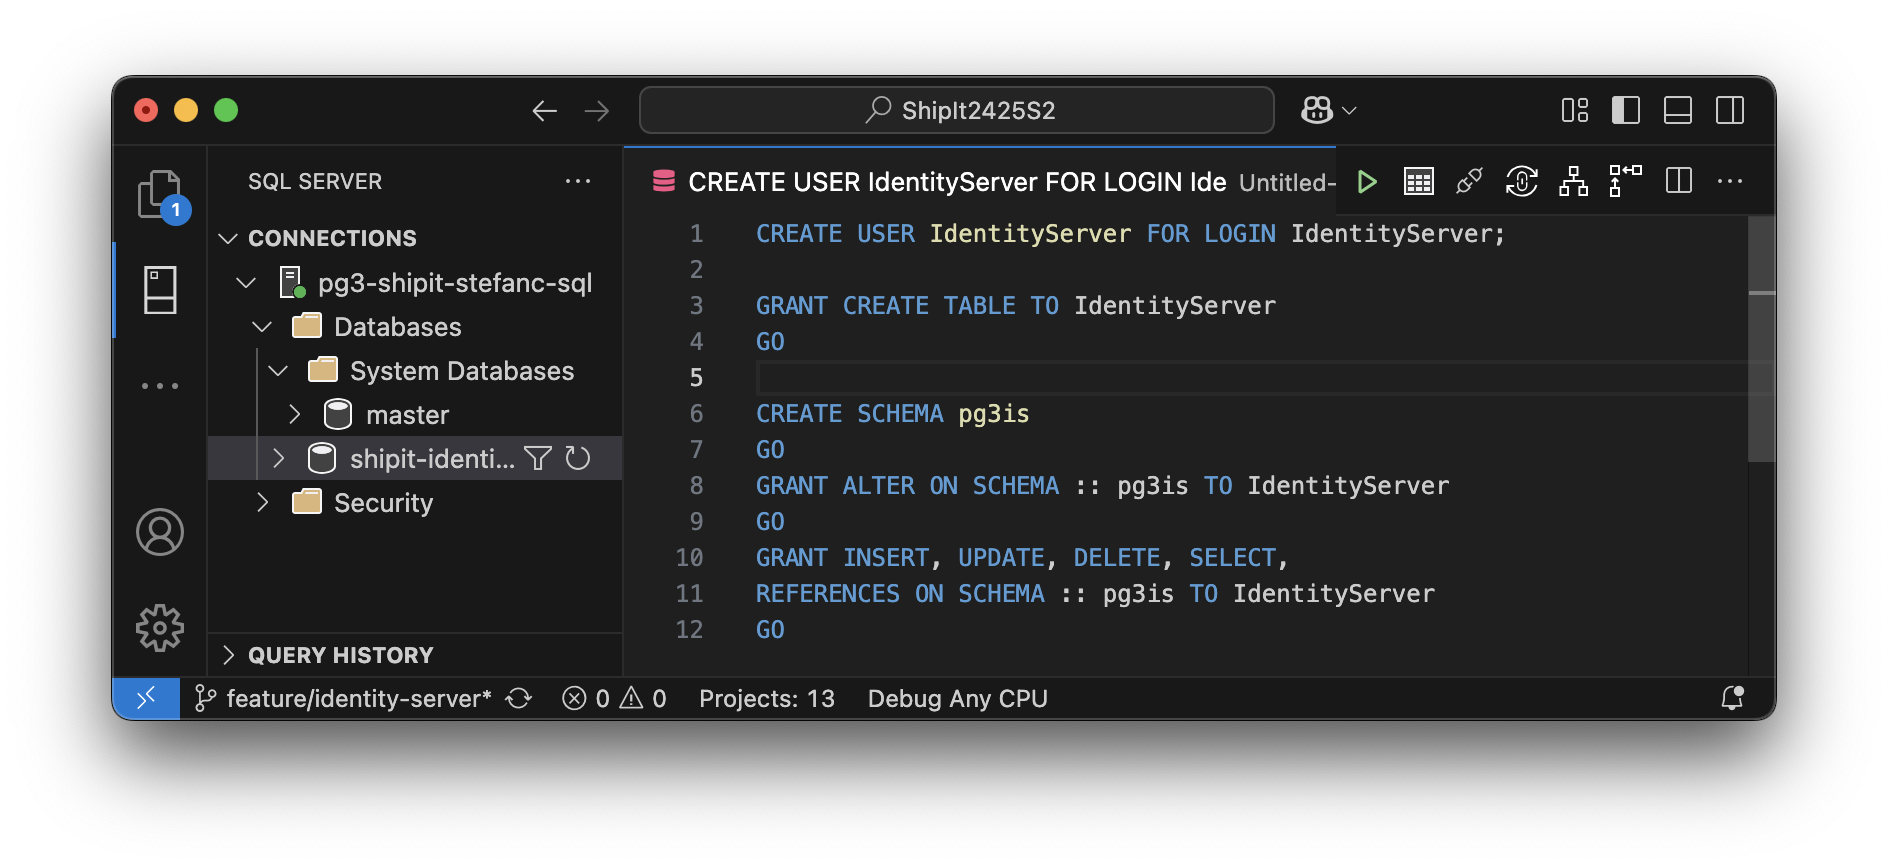 ShipIt2425S2
1
SQL SERVER
CONNECTIONS
pg3-shipit-stefanc-sql
Databases
System Databases
master
shipit-identi...
Security
QUERY HISTORY
CREATE USER IdentityServer FOR LOGIN Ide Untitled-
1 CREATE USER IdentityServer FOR LOGIN IdentityServer;
2
3 GRANT CREATE TABLE TO IdentityServer
4 GO
5
6 CREATE SCHEMA pg3is
7 GO
8 GRANT ALTER ON SCHEMA :: pg3is TO IdentityServer
9 GO
10 GRANT INSERT, UPDATE, DELETE, SELECT,
11 REFERENCES ON SCHEMA :: pg3is TO IdentityServer
12 GO
feature/identity-server* 0 0 Projects: 13 Debug Any CPU